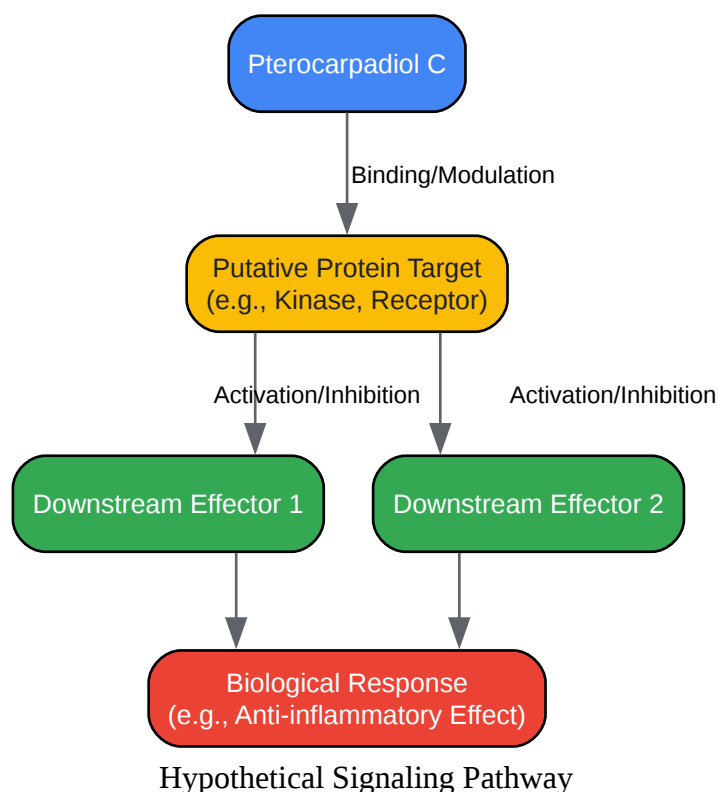 Pterocarpadiol C
Binding/Modulation
Putative Protein Target
(e.g., Kinase, Receptor)
Activation/Inhibition
Activation/Inhibition
Downstream Effector 1
Downstream Effector 2
Biological Response
(e.g., Anti-inflammatory Effect)
Hypothetical Signaling Pathway